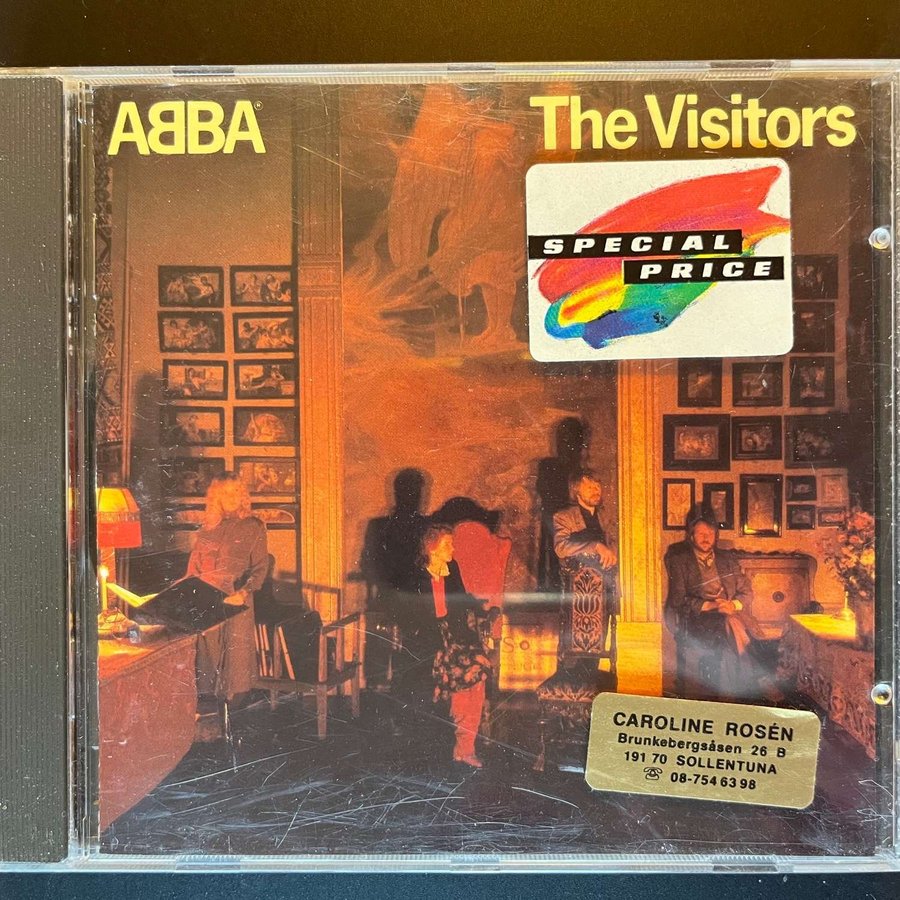 ABBA®
The Visitors
SPECIAL
PRICE
CAROLINE ROSÉN
Brunkebergsåsen 26 B
191 70 SOLLENTUNA
☎ 08-754 63 98